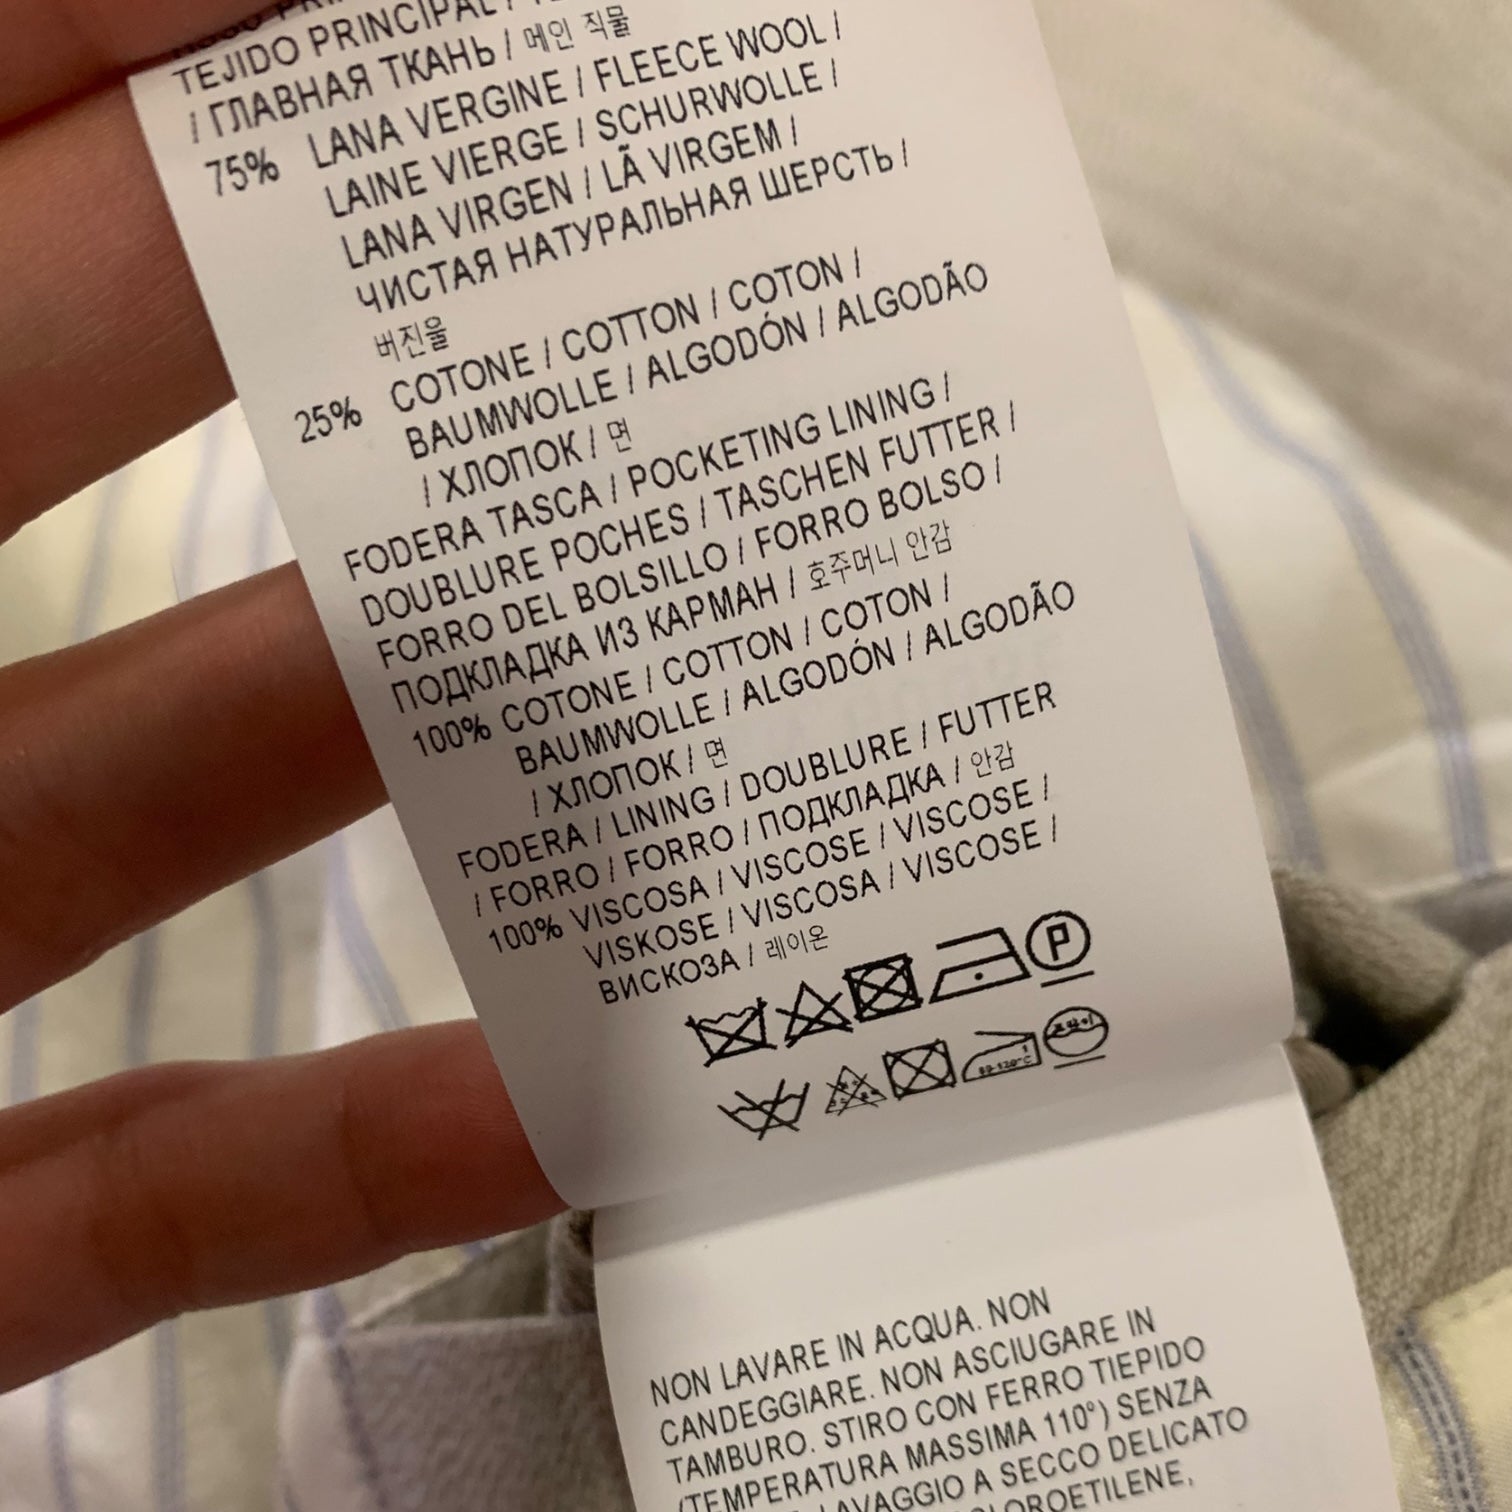 TEJIDO PRINCIPAL /
/ ГЛАВНАЯ ТКАНЬ / 메인 직물
75% LANA VERGINE / FLEECE WOOL /
LAINE VIERGE / SCHURWOLLE /
LANA VIRGEN / LÃ VIRGEM /
ЧИСТАЯ НАТУРАЛЬНАЯ ШЕРСТЬ /
버진울
25% COTONE / COTTON / COTON /
BAUMWOLLE / ALGODÓN / ALGODÃO
/ ХЛОПОК / 면
FODERA TASCA / POCKETING LINING /
DOUBLURE POCHES / TASCHEN FUTTER /
FORRO DEL BOLSILLO / FORRO BOLSO /
ПОДКЛАДКА ИЗ КАРМАН / 호주머니 안감
100% COTONE / COTTON / COTON /
BAUMWOLLE / ALGODÓN / ALGODÃO
/ ХЛОПОК / 면
FODERA / LINING / DOUBLURE / FUTTER
/ FORRO / FORRO / ПОДКЛАДКА / 안감
100% VISCOSA / VISCOSE / VISCOSE /
VISKOSE / VISCOSA / VISCOSE /
ВИСКОЗА / 레이온
P
NON LAVARE IN ACQUA. NON
CANDEGGIARE. NON ASCIUGARE IN
TAMBURO. STIRO CON FERRO TIEPIDO
(TEMPERATURA MASSIMA 110°) SENZA
LAVAGGIO A SECCO DELICATO